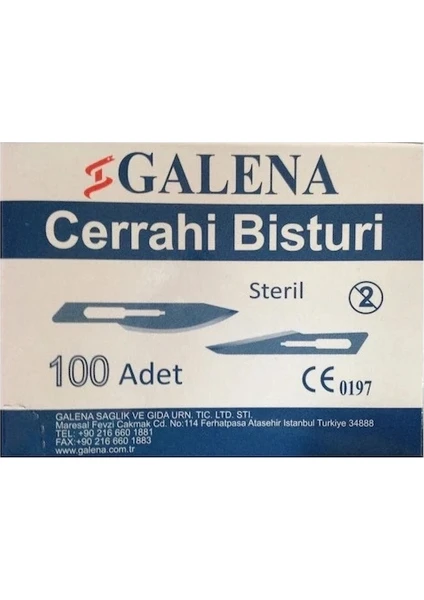 GALENA
Cerrahi Bisturi
Steril
2
100 Adet
CE 0197
GALENA SAGLIK VE GIDA URN. TIC. LTD. STI.
Maresal Fevzi Cakmak Cd. No:114 Ferhatpasa Atasehir Istanbul Turkiye 34888
TEL: +90 216 660 1881
FAX:+90 216 660 1883
www.galena.com.tr